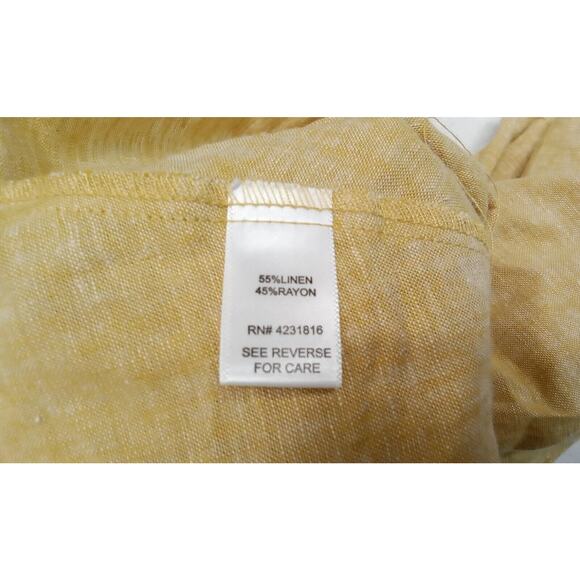 55%LINEN
45%RAYON
RN# 4231816
SEE REVERSE
FOR CARE